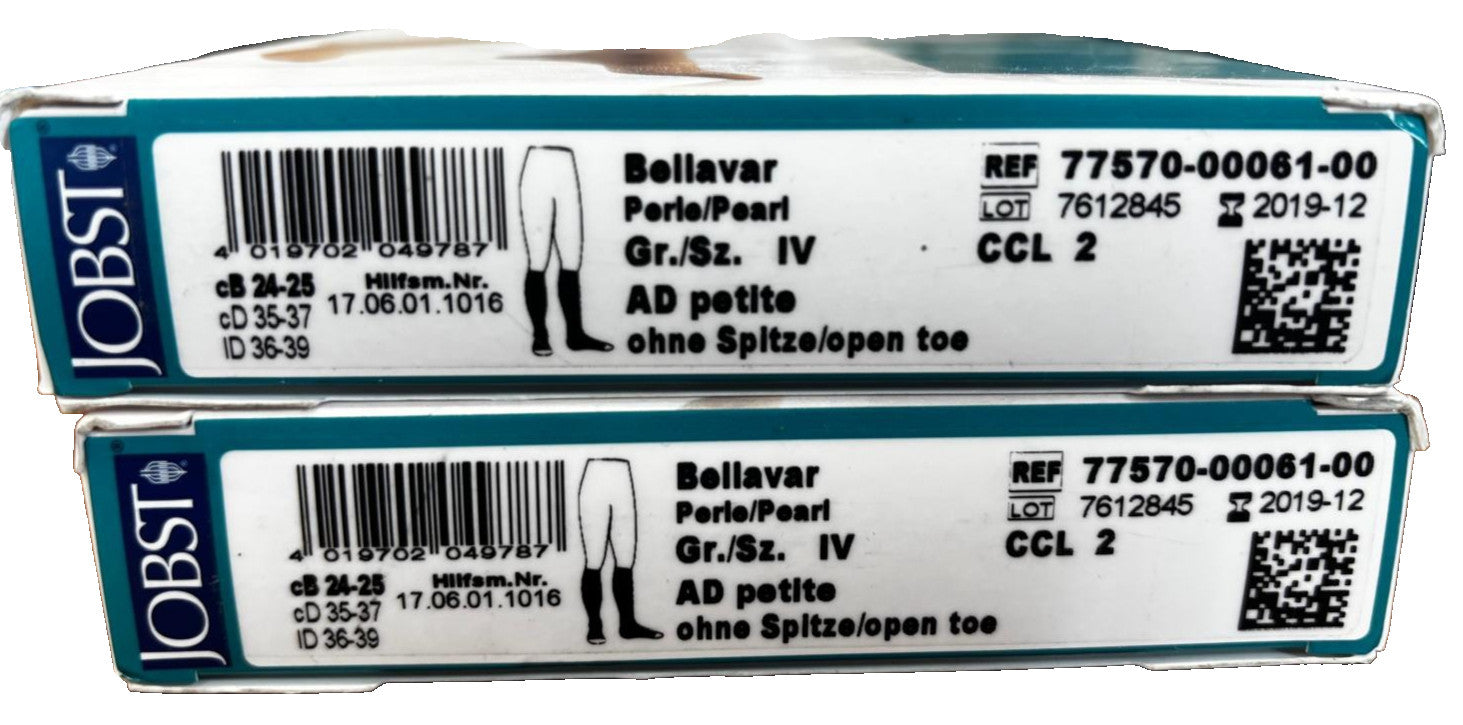 JOBST®
4 019702 049787
cB 24-25
cD 35-37
ID 36-39
Hilfsm.Nr.
17.06.01.1016
Bellavar
Perle/Pearl
Gr./Sz. IV
AD petite
ohne Spitze/open toe
REF 77570-00061-00
LOT 7612845 2019-12
CCL 2
JOBST®
4 019702 049787
cB 24-25
cD 35-37
ID 36-39
Hilfsm.Nr.
17.06.01.1016
Bellavar
Perle/Pearl
Gr./Sz. IV
AD petite
ohne Spitze/open toe
REF 77570-00061-00
LOT 7612845 2019-12
CCL 2